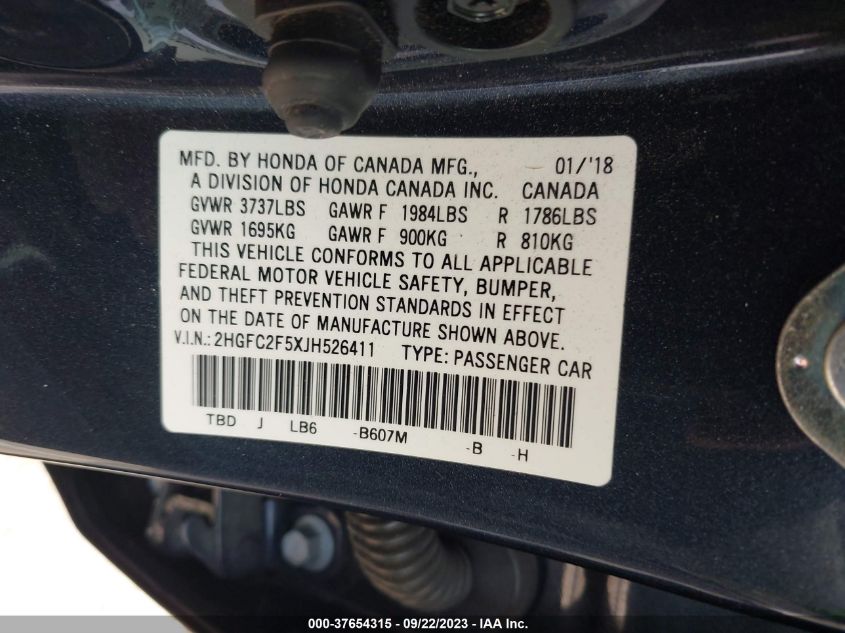 MFD. BY HONDA OF CANADA MFG., 01/'18
A DIVISION OF HONDA CANADA INC. CANADA
GVWR 3737LBS GAWR F 1984LBS R 1786LBS
GVWR 1695KG GAWR F 900KG R 810KG
THIS VEHICLE CONFORMS TO ALL APPLICABLE
FEDERAL MOTOR VEHICLE SAFETY, BUMPER,
AND THEFT PREVENTION STANDARDS IN EFFECT
ON THE DATE OF MANUFACTURE SHOWN ABOVE.
V.I.N.: 2HGFC2F5XJH526411 TYPE: PASSENGER CAR
TBD J LB6 -B607M -B -H
000-37654315 - 09/22/2023 - IAA Inc.